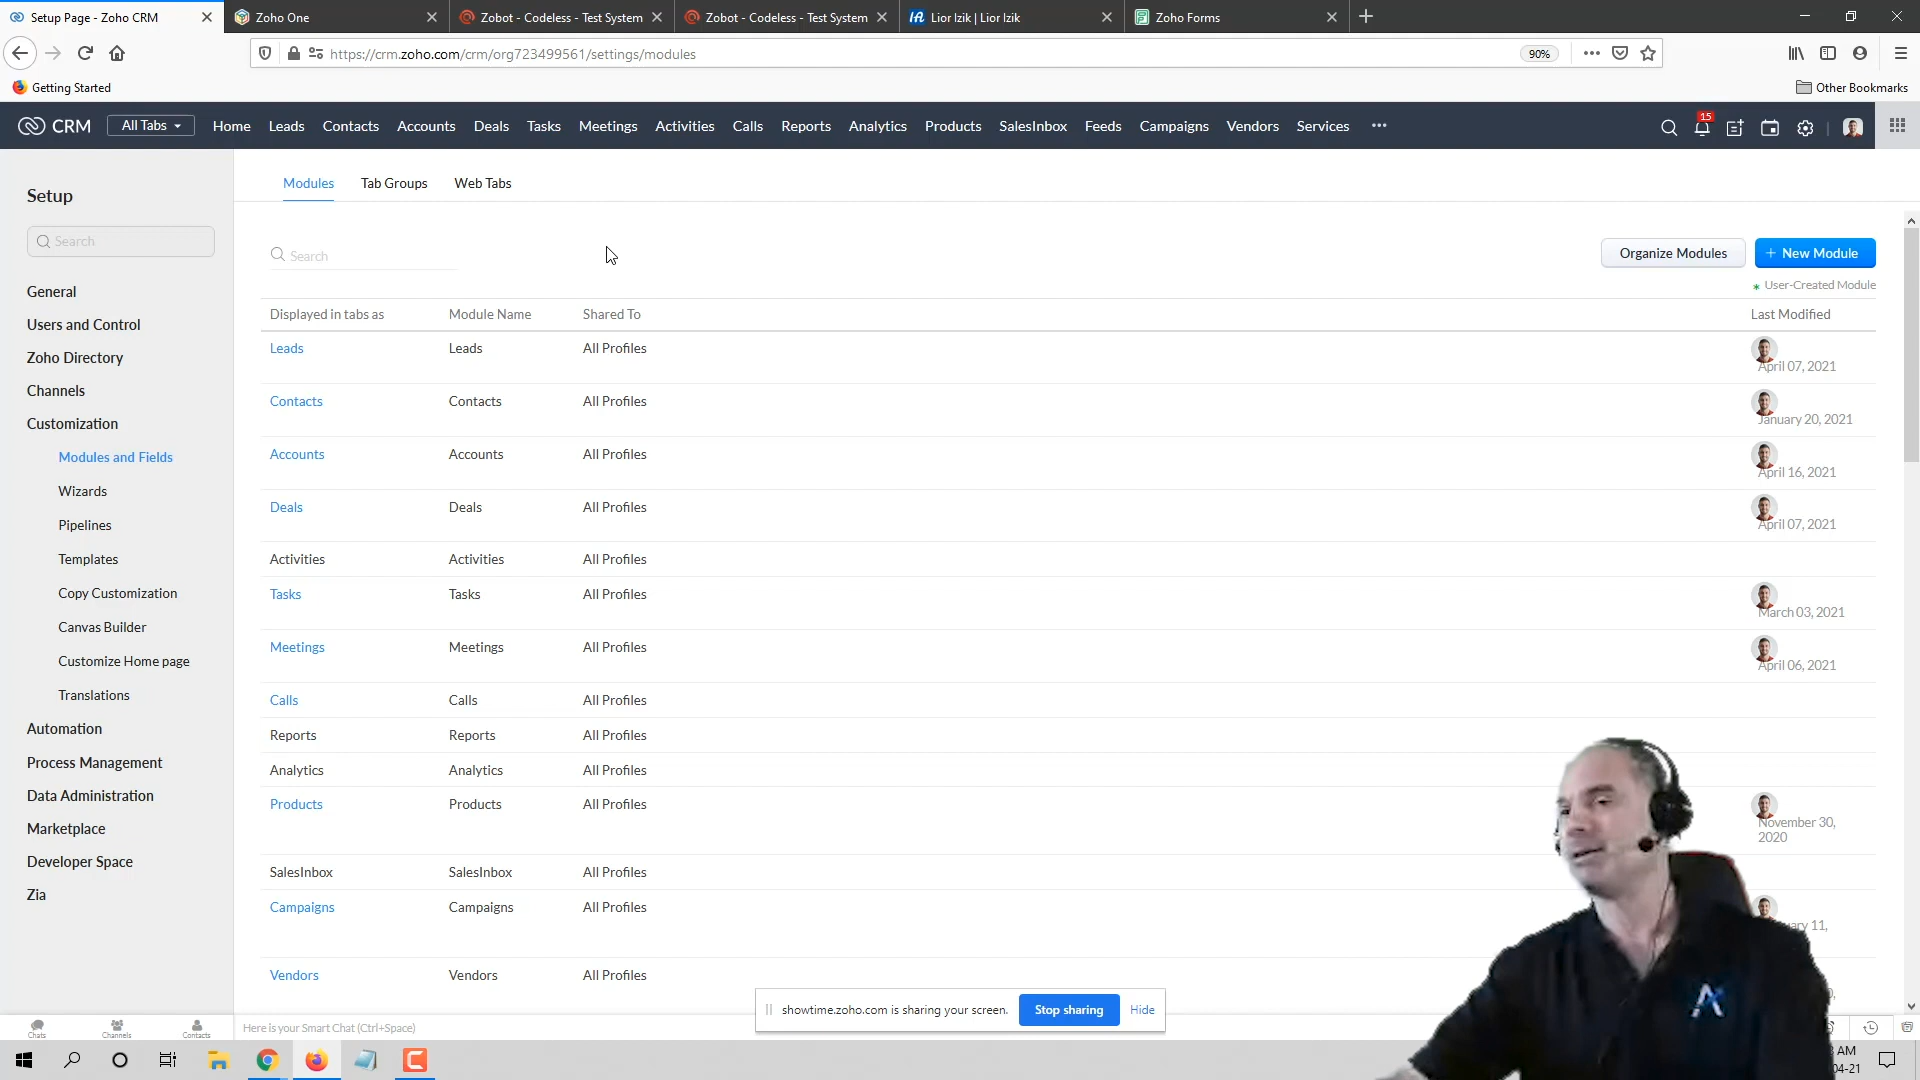 Setup Page - Zoho CRM
Zoho One
Zobot - Codeless - Test System
Zobot - Codeless - Test System
Lior Izik | Lior Izik
Zoho Forms
https://crm.zoho.com/crm/org723499561/settings/modules
90%
Getting Started
Other Bookmarks
CRM
All Tabs
Home
Leads
Contacts
Accounts
Deals
Tasks
Meetings
Activities
Calls
Reports
Analytics
Products
SalesInbox
Feeds
Campaigns
Vendors
Services
15
Setup
Search
General
Users and Control
Zoho Directory
Channels
Customization
Modules and Fields
Wizards
Pipelines
Templates
Copy Customization
Canvas Builder
Customize Home page
Translations
Automation
Process Management
Data Administration
Marketplace
Developer Space
Zia
Modules
Tab Groups
Web Tabs
Search
Organize Modules
+ New Module
* User-Created Module
Displayed in tabs as Module Name Shared To Last Modified
Leads Leads All Profiles April 07, 2021
Contacts Contacts All Profiles January 20, 2021
Accounts Accounts All Profiles April 16, 2021
Deals Deals All Profiles April 07, 2021
Activities Activities All Profiles
Tasks Tasks All Profiles March 03, 2021
Meetings Meetings All Profiles April 06, 2021
Calls Calls All Profiles
Reports Reports All Profiles
Analytics Analytics All Profiles
Products Products All Profiles November 30,
2020
SalesInbox SalesInbox All Profiles
Campaigns Campaigns All Profiles 11,
Vendors Vendors All Profiles
showtime.zoho.com is sharing your screen.
Stop sharing
Hide
Chats
Channels
Contacts
Here is your Smart Chat (Ctrl+Space)
AM
04-21